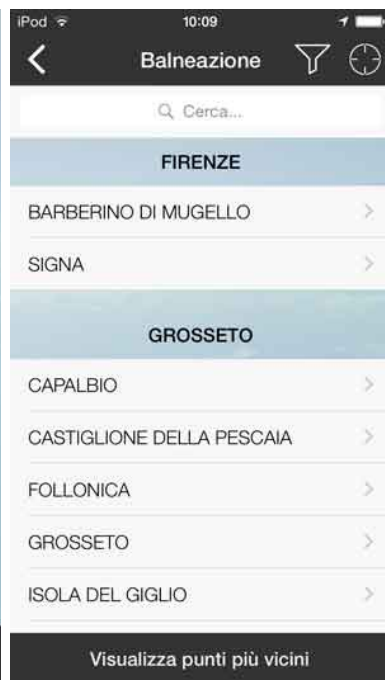 iPod 10:09
Balneazione
Cerca...
FIRENZE
BARBERINO DI MUGELLO
SIGNA
GROSSETO
CAPALBIO
CASTIGLIONE DELLA PESCAIA
FOLLONICA
GROSSETO
ISOLA DEL GIGLIO
Visualizza punti più vicini